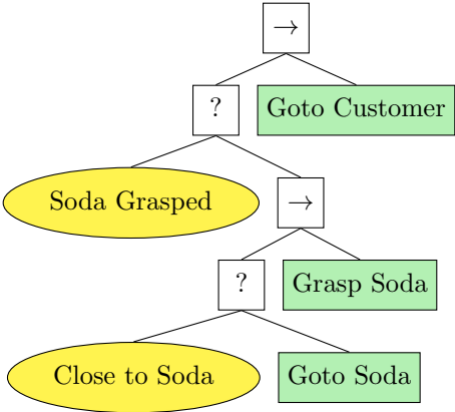 →
?
Goto Customer
Soda Grasped
→
?
Grasp Soda
Close to Soda
Goto Soda